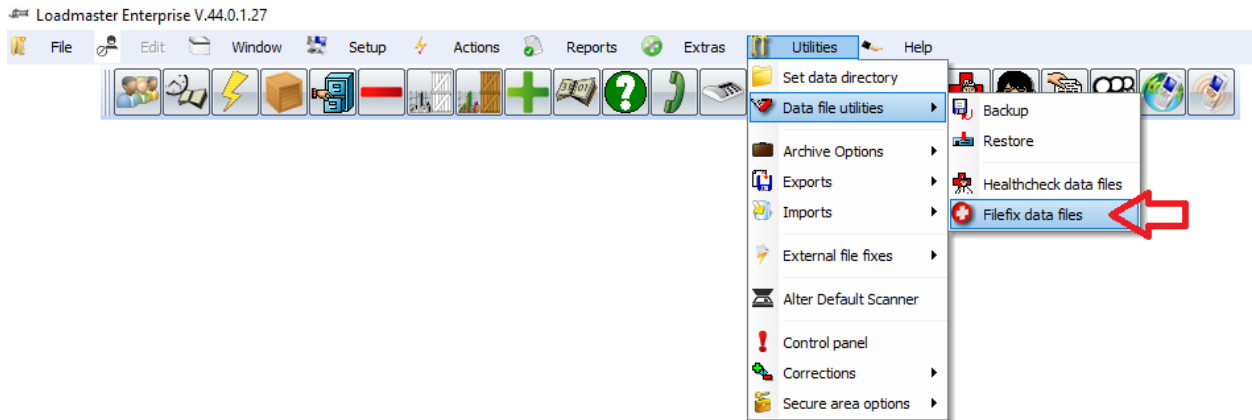 Loadmaster Enterprise V.44.0.1.27
File Edit Window Setup Actions Reports Extras Utilities Help
Set data directory
Data file utilities
Backup
Restore
Archive Options
Exports
Healthcheck data files
Imports
Filefix data files
External file fixes
Alter Default Scanner
Control panel
Corrections
Secure area options